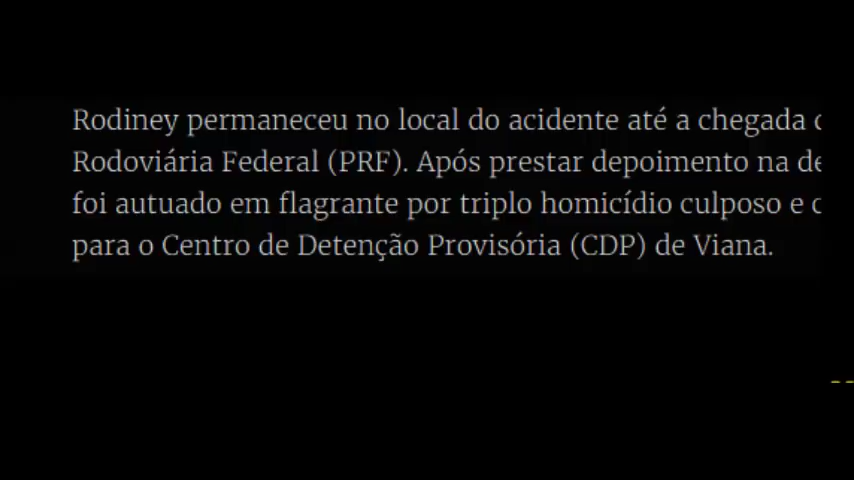 Rodiney permaneceu no local do acidente até a chegada
Rodoviária Federal (PRF). Após prestar depoimento na
foi autuado em flagrante por triplo homicídio culposo e
para o Centro de Detenção Provisória (CDP) de Viana.